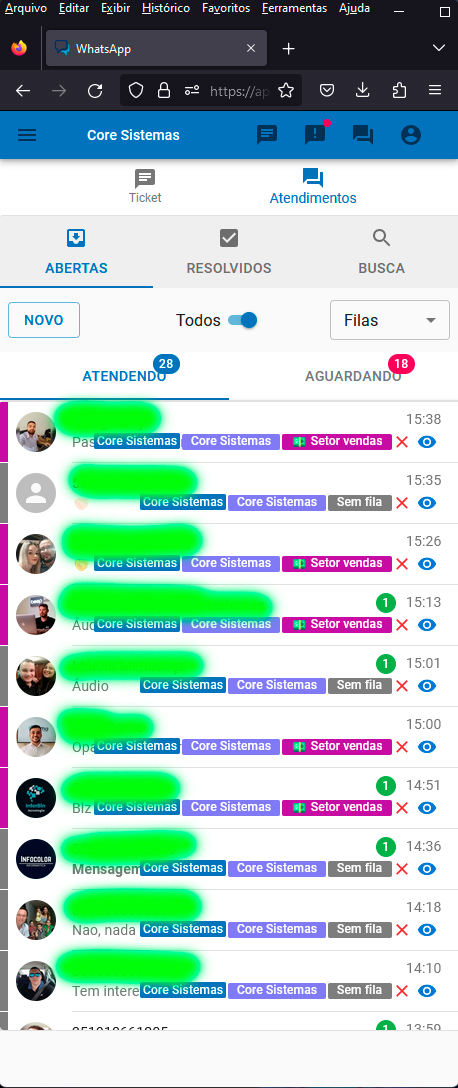 Arquivo Editar Exibir Histórico Favoritos Ferramentas Ajuda
WhatsApp
https://ap
Core Sistemas
Ticket
Atendimentos
ABERTAS
RESOLVIDOS
BUSCA
NOVO
Todos
Filas
ATENDENDO
28
AGUARDANDO
18
15:38
Pas Core Sistemas Core Sistemas Setor vendas
15:35
Core Sistemas Core Sistemas Sem fila
15:26
Core Sistemas Core Sistemas Setor vendas
1 15:13
Core Sistemas Core Sistemas Setor vendas
1 15:01
Áudio Core Sistemas Core Sistemas Sem fila
15:00
Opa Core Sistemas Core Sistemas Setor vendas
InterBin
1 14:51
Biz Core Sistemas Core Sistemas Setor vendas
INFOCOLOR
1 14:36
Mensagem Core Sistemas Core Sistemas Sem fila
14:18
Nao, nada Core Sistemas Core Sistemas Sem fila
14:10
Tem intere Core Sistemas Core Sistemas Sem fila
1 13:59